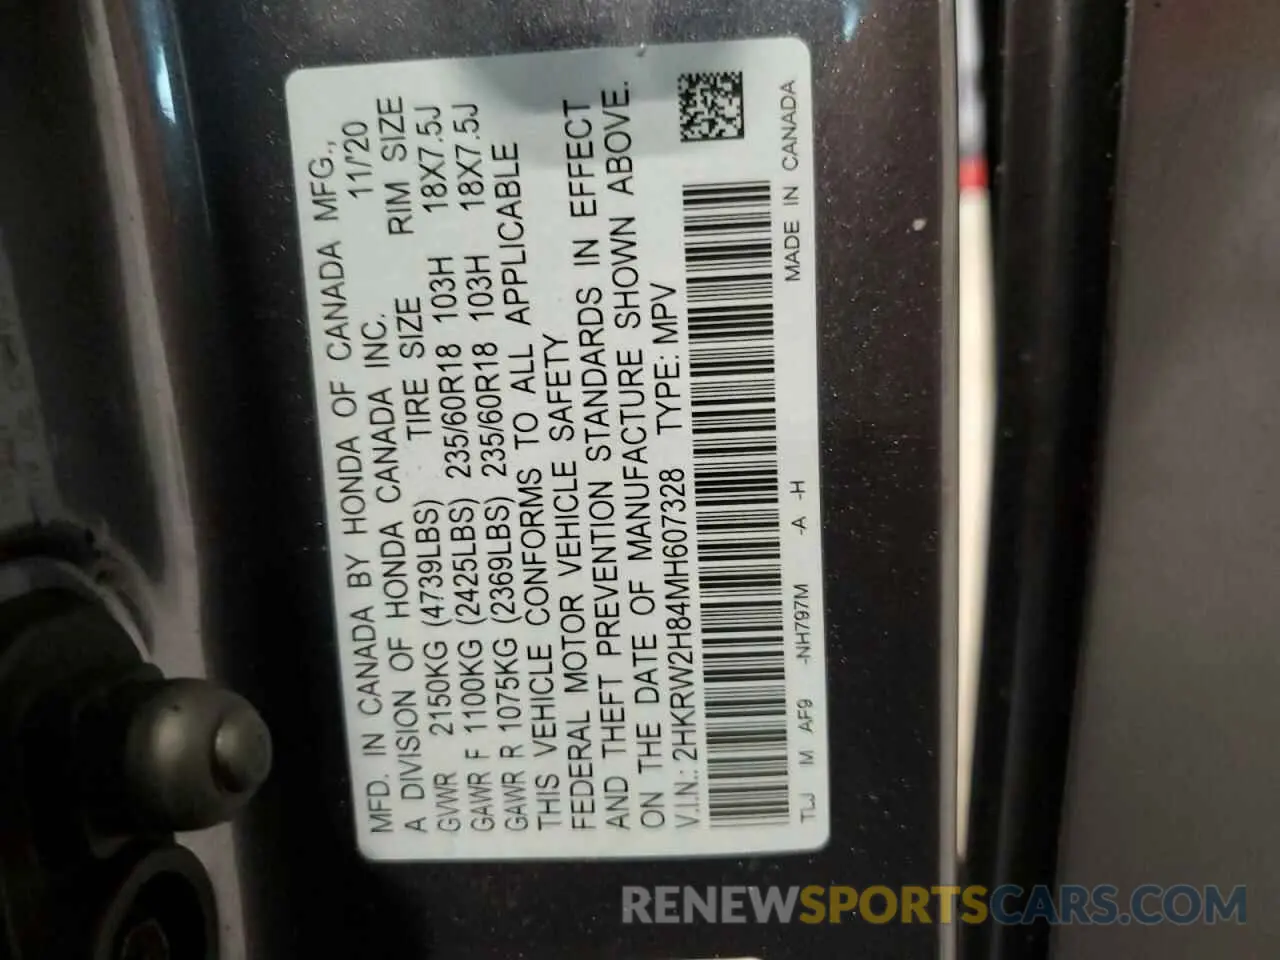 MFD. IN CANADA BY HONDA OF CANADA MFG.,
A DIVISION OF HONDA CANADA INC. 11/'20
GVWR 2150KG (4739LBS) TIRE SIZE RIM SIZE
GAWR F 1100KG (2425LBS) 235/60R18 103H 18X7.5J
GAWR R 1075KG (2369LBS) 235/60R18 103H 18X7.5J
THIS VEHICLE CONFORMS TO ALL APPLICABLE
FEDERAL MOTOR VEHICLE SAFETY
AND THEFT PREVENTION STANDARDS IN EFFECT
ON THE DATE OF MANUFACTURE SHOWN ABOVE.
V.I.N.: 2HKRW2H84MH607328 TYPE: MPV
TLJ M AF9 -NH797M -A -H MADE IN CANADA
RENEWSPORTSCARS.COM